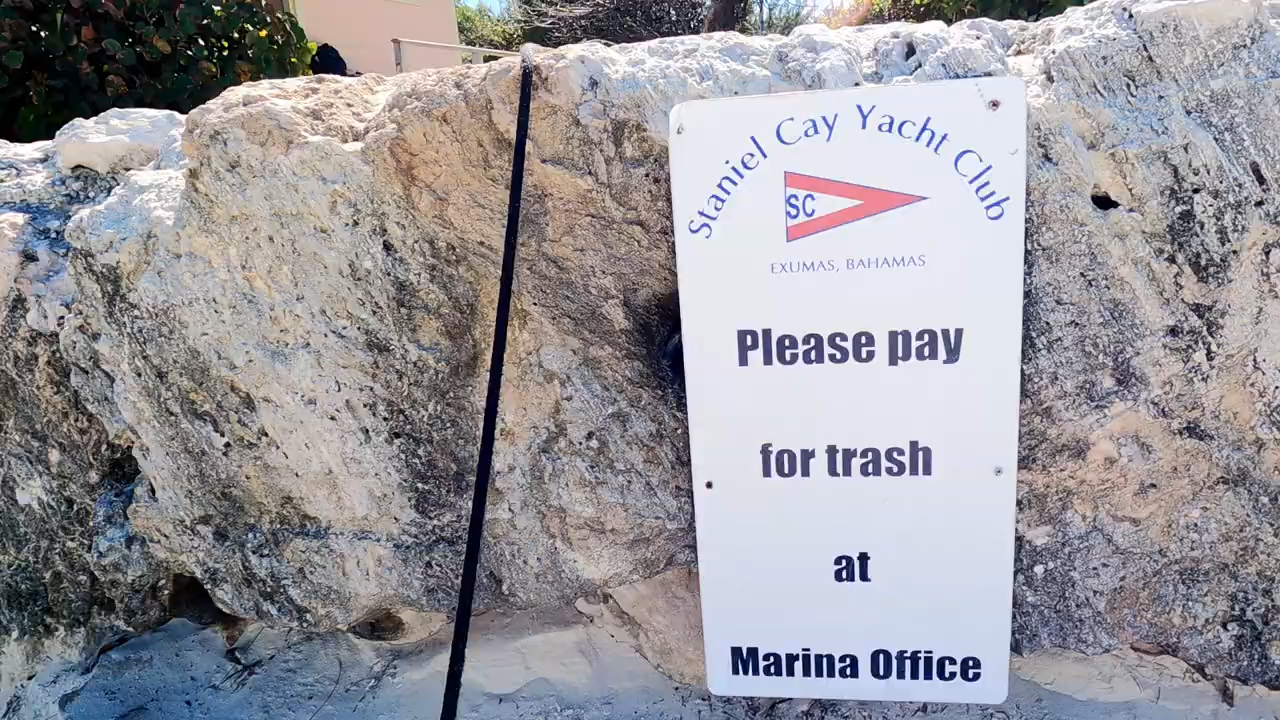 Staniel Cay Yacht Club
SC
EXUMAS, BAHAMAS
Please pay
for trash
at
Marina Office